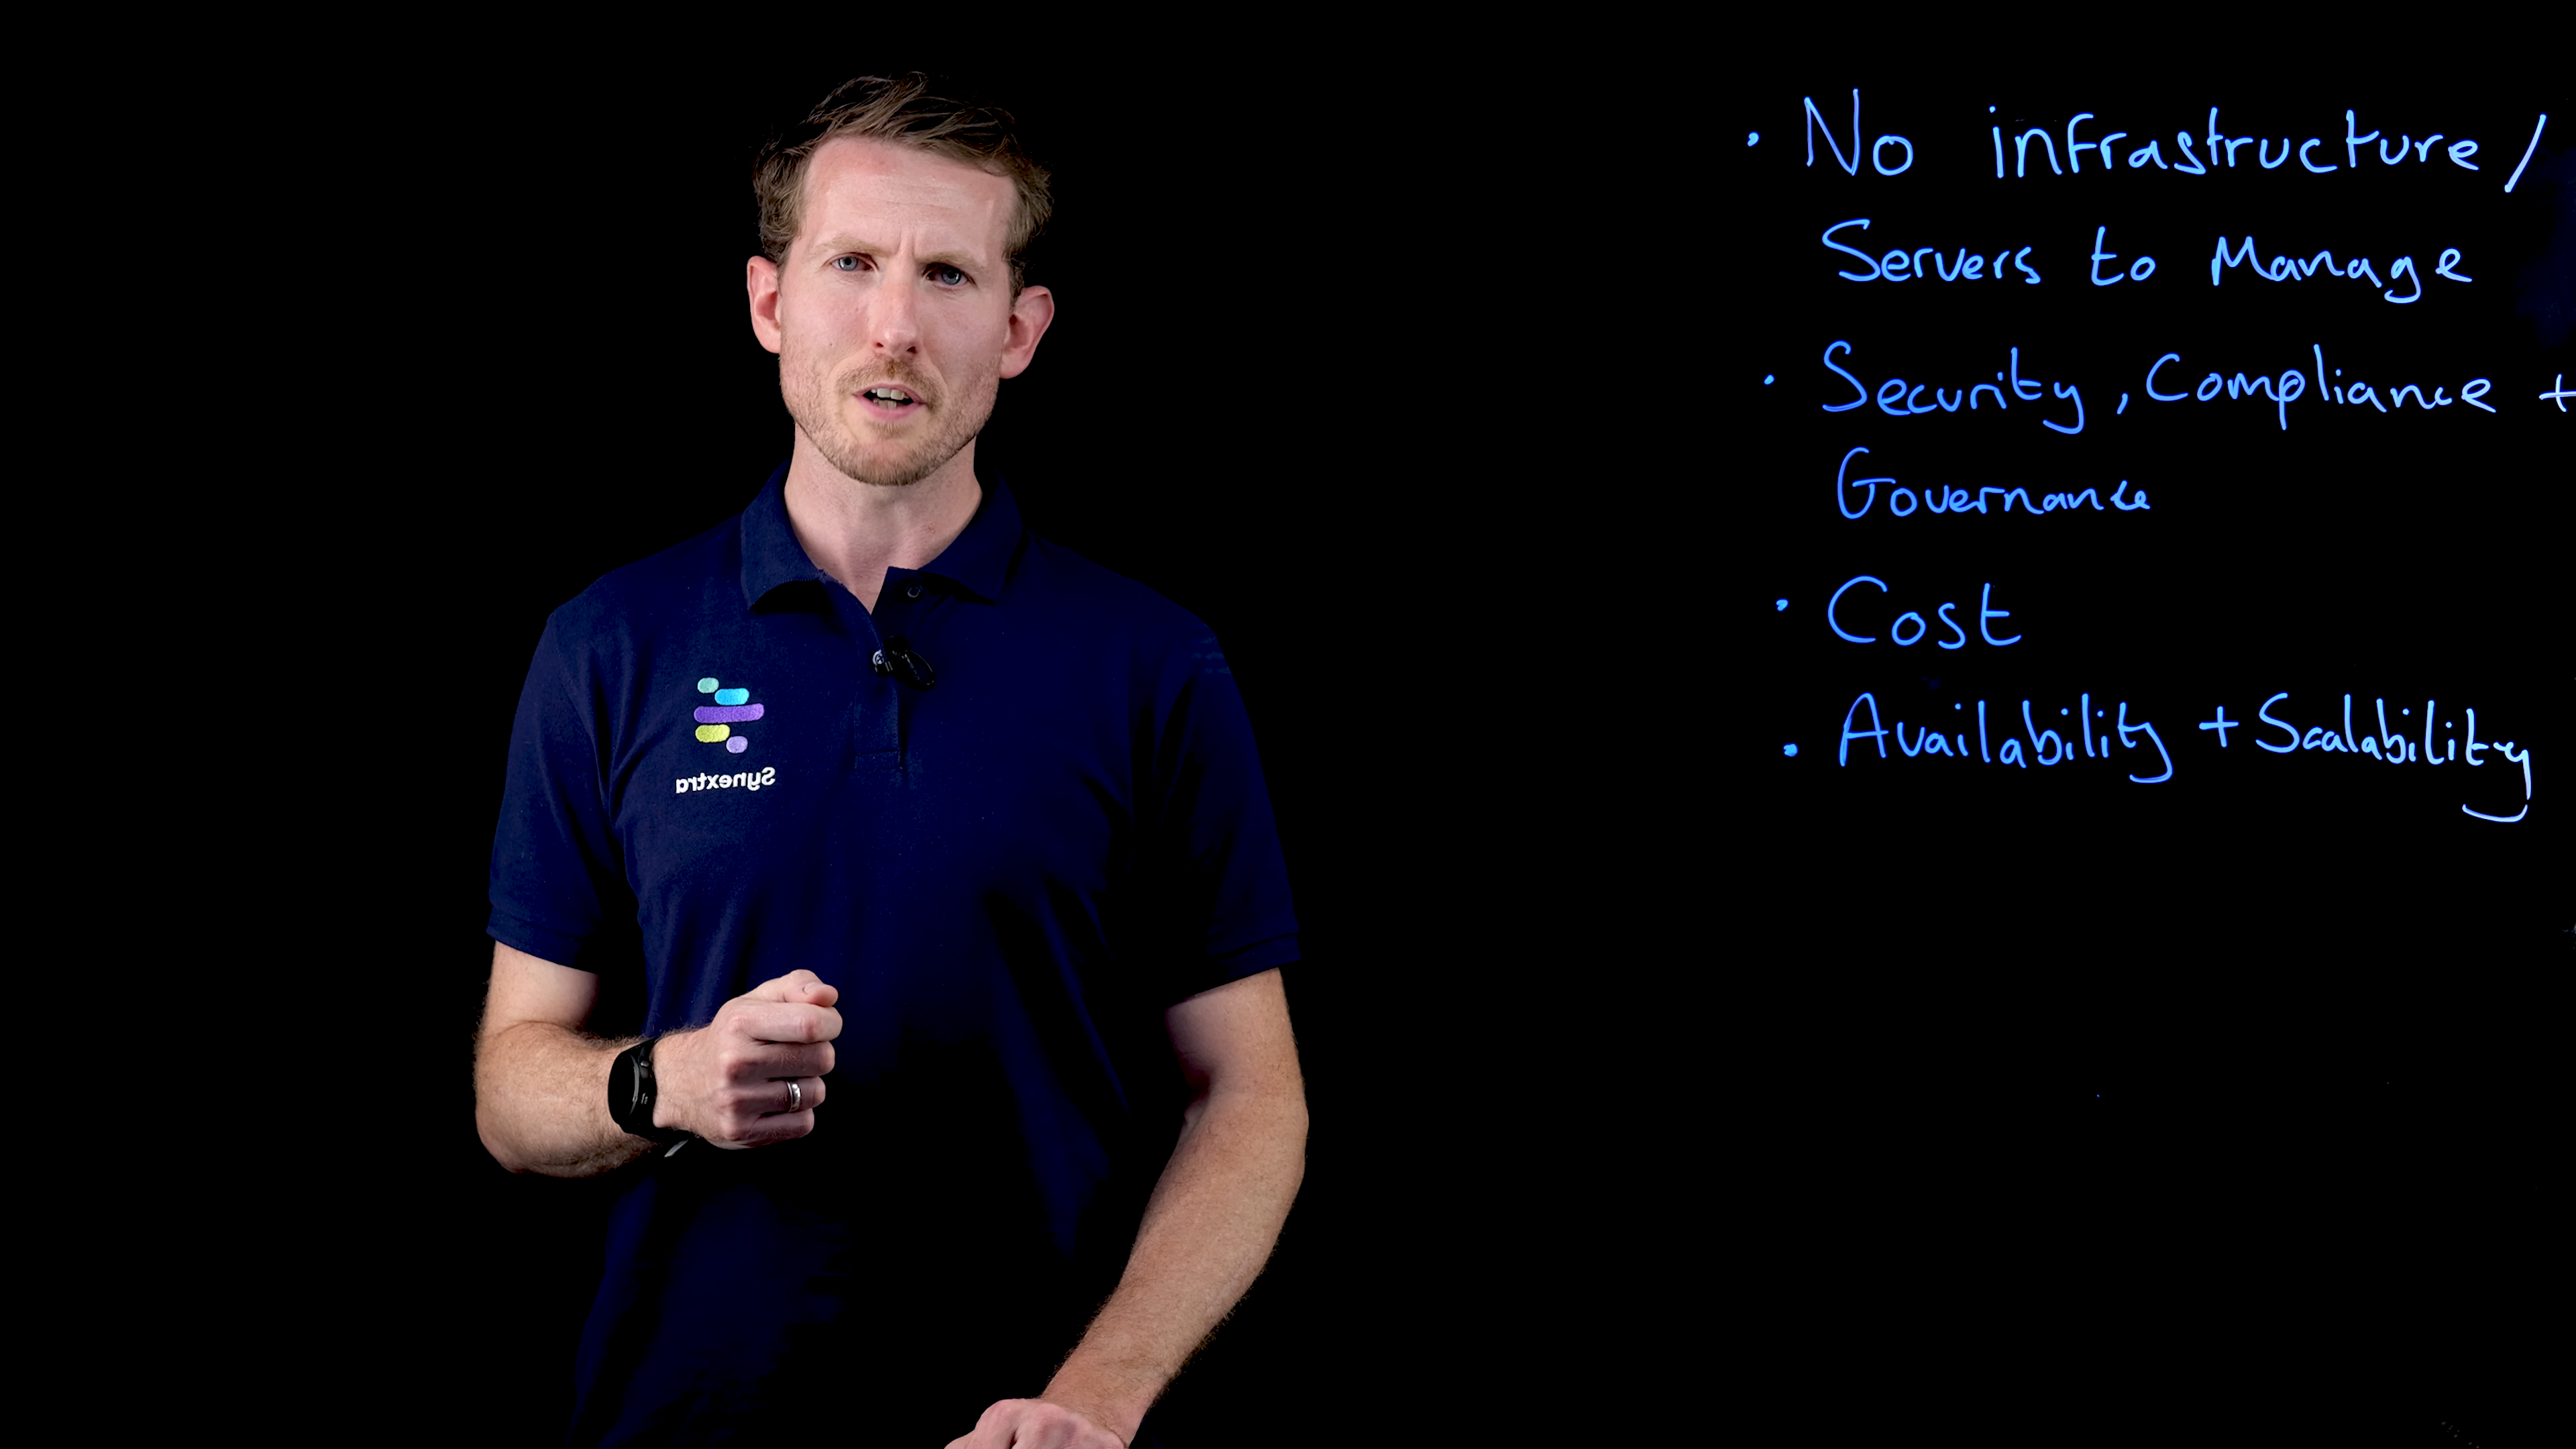 • No infrastructure/
Servers to Manage
• Security, Compliance +
Governance
• Cost
• Availability + Scalability
Synextra